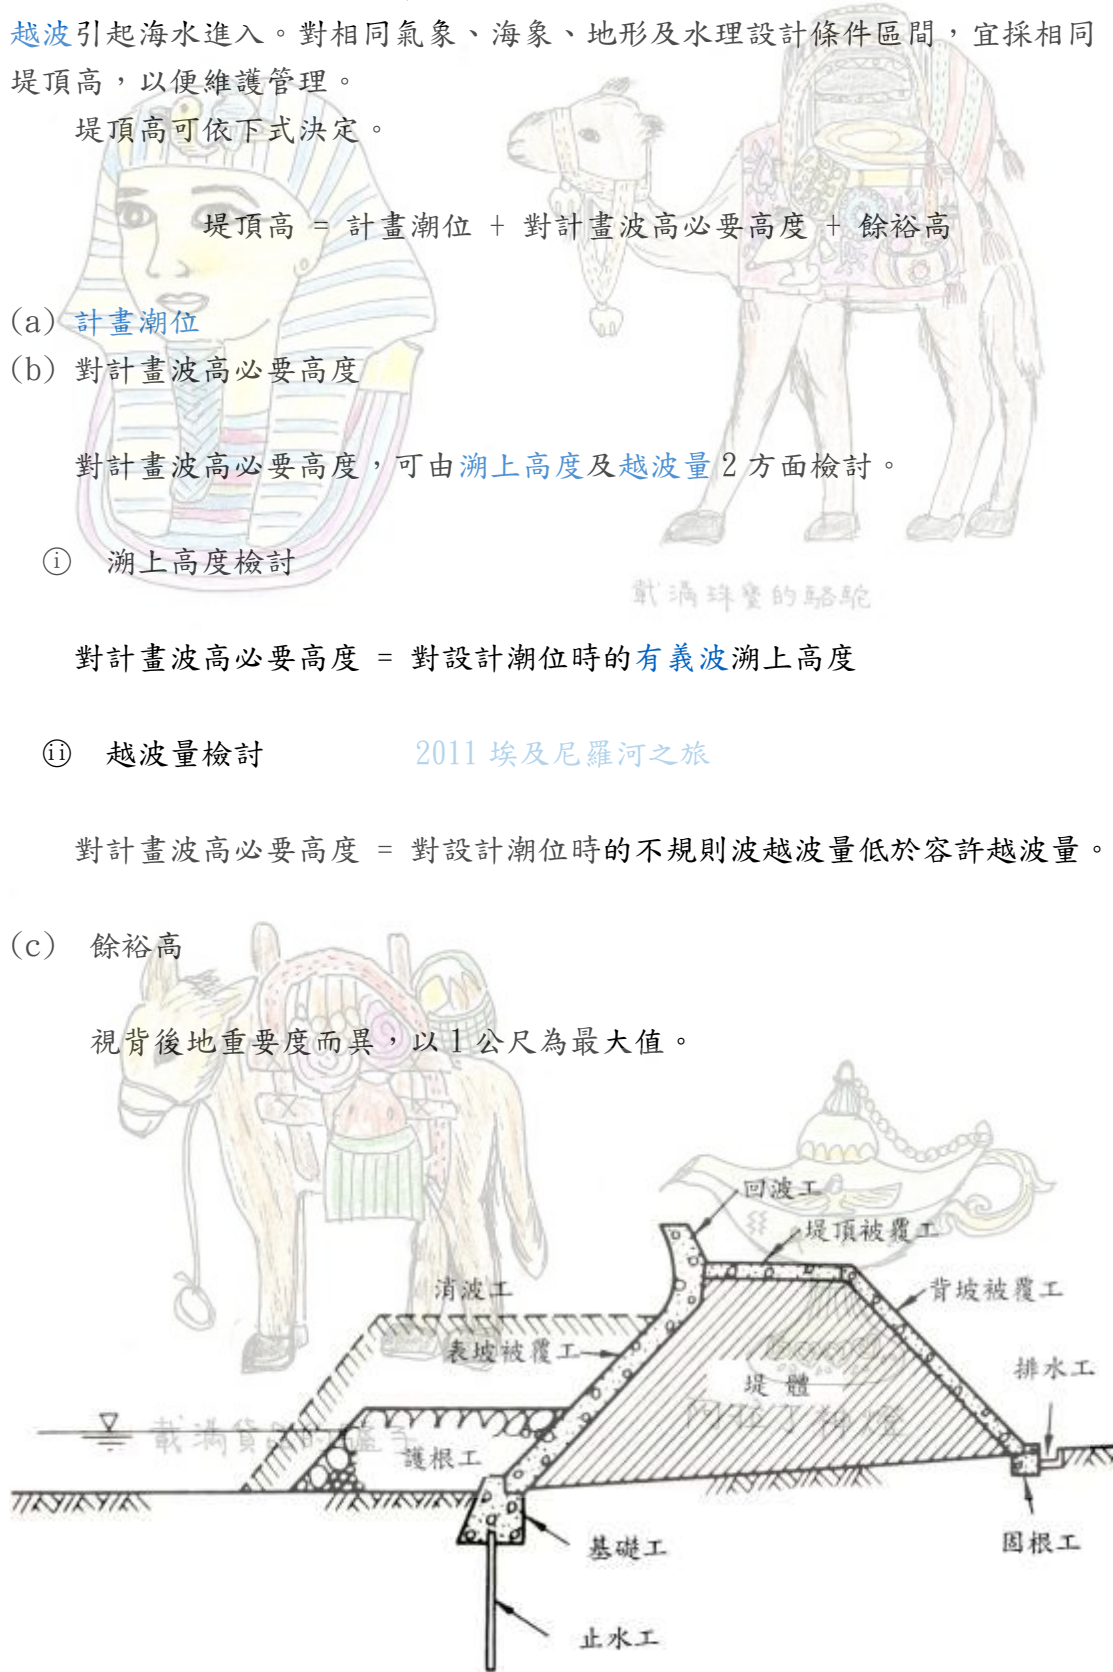 越波引起海水進入。對相同氣象、海象、地形及水理設計條件區間，宜採相同
堤頂高，以便維護管理。
堤頂高可依下式決定。
堤頂高 = 計畫潮位 + 對計畫波高必要高度 + 餘裕高
(a) 計畫潮位
(b) 對計畫波高必要高度
對計畫波高必要高度，可由溯上高度及越波量 2 方面檢討。
ⓘ 溯上高度檢討
載滿珠寶的駱駝
對計畫波高必要高度 = 對設計潮位時的有義波溯上高度
ⓘⓘ 越波量檢討
2011 埃及尼羅河之旅
對計畫波高必要高度 = 對設計潮位時的不規則波越波量低於容許越波量。
(c) 餘裕高
視背後地重要度而異，以 1 公尺為最大值。
回波工
堤頂被覆工
消波工
背坡被覆工
表坡被覆工
排水工
堤體
阿拉丁神燈
載滿貨品的驢子
護根工
基礎工
固根工
止水工